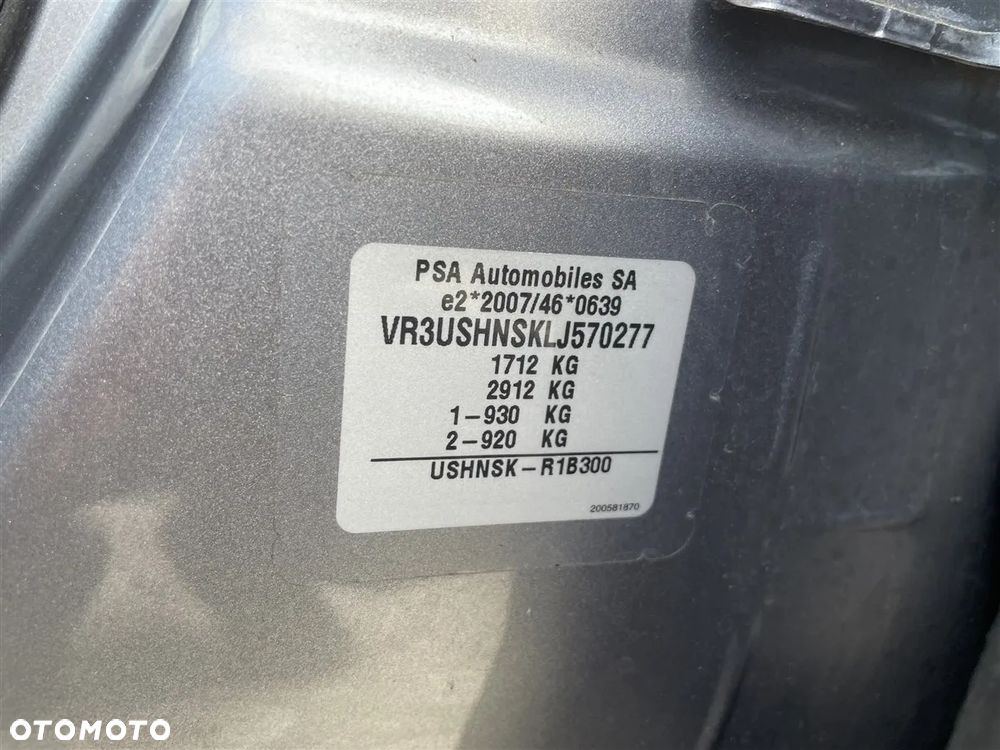 PSA Automobiles SA
e2*2007/46*0639
VR3USHNSKLJ570277
1712 KG
2912 KG
1-930 KG
2-920 KG
USHNSK-R1B300
200581870
OTOMOTO